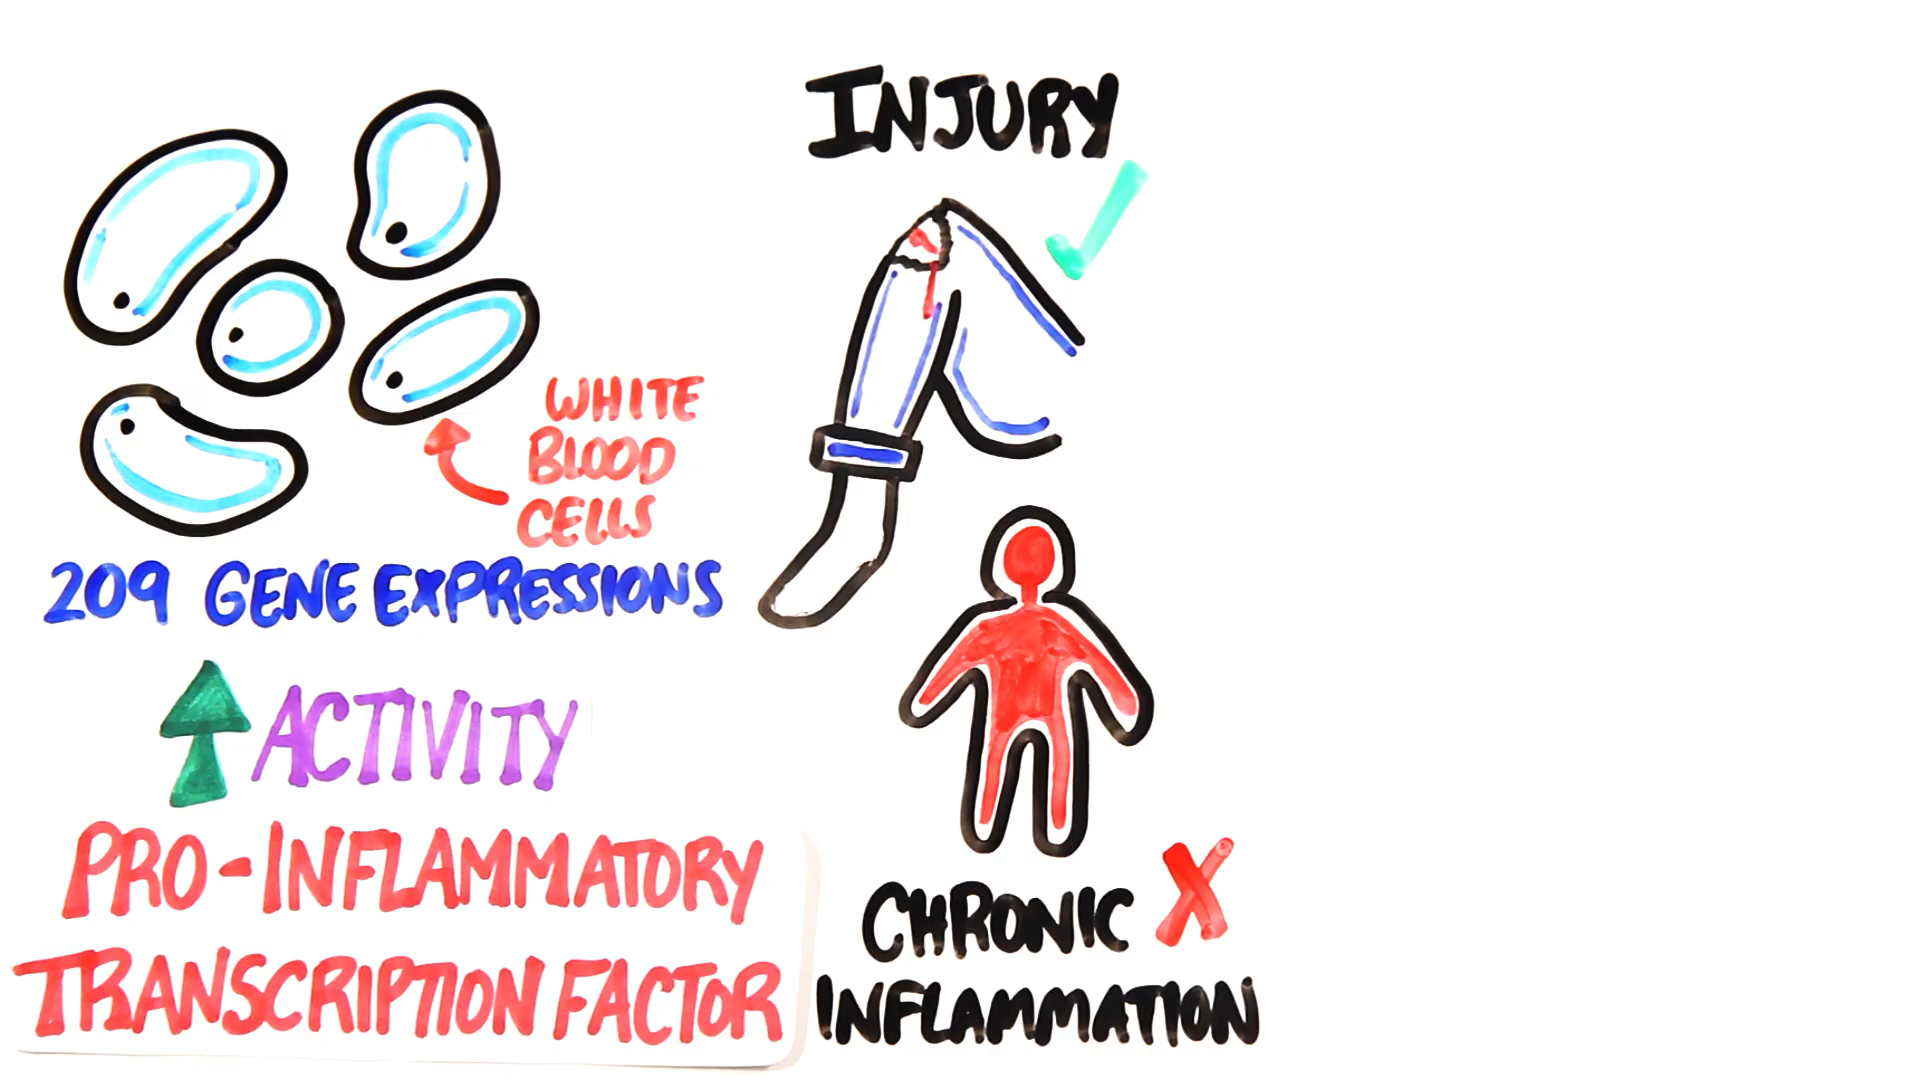 WHITE
BLOOD
CELLS
209 GENE EXPRESSIONS
ACTIVITY
PRO-INFLAMMATORY
TRANSCRIPTION FACTOR
INJURY
CHRONIC
INFLAMMATION